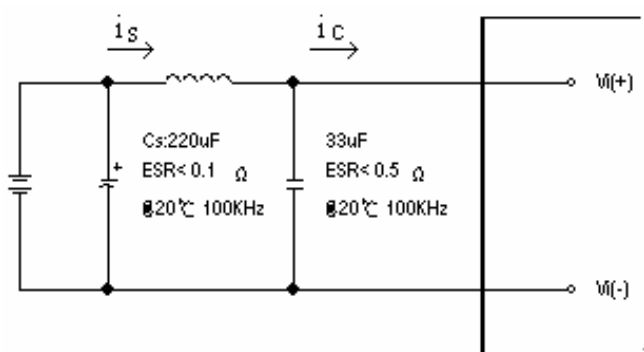 is
ic
Vi(+)
Cs:220uF
ESR< 0.1 Ω
@20℃ 100KHz
+
33uF
ESR< 0.5 Ω
@20℃ 100KHz
Vi(-)